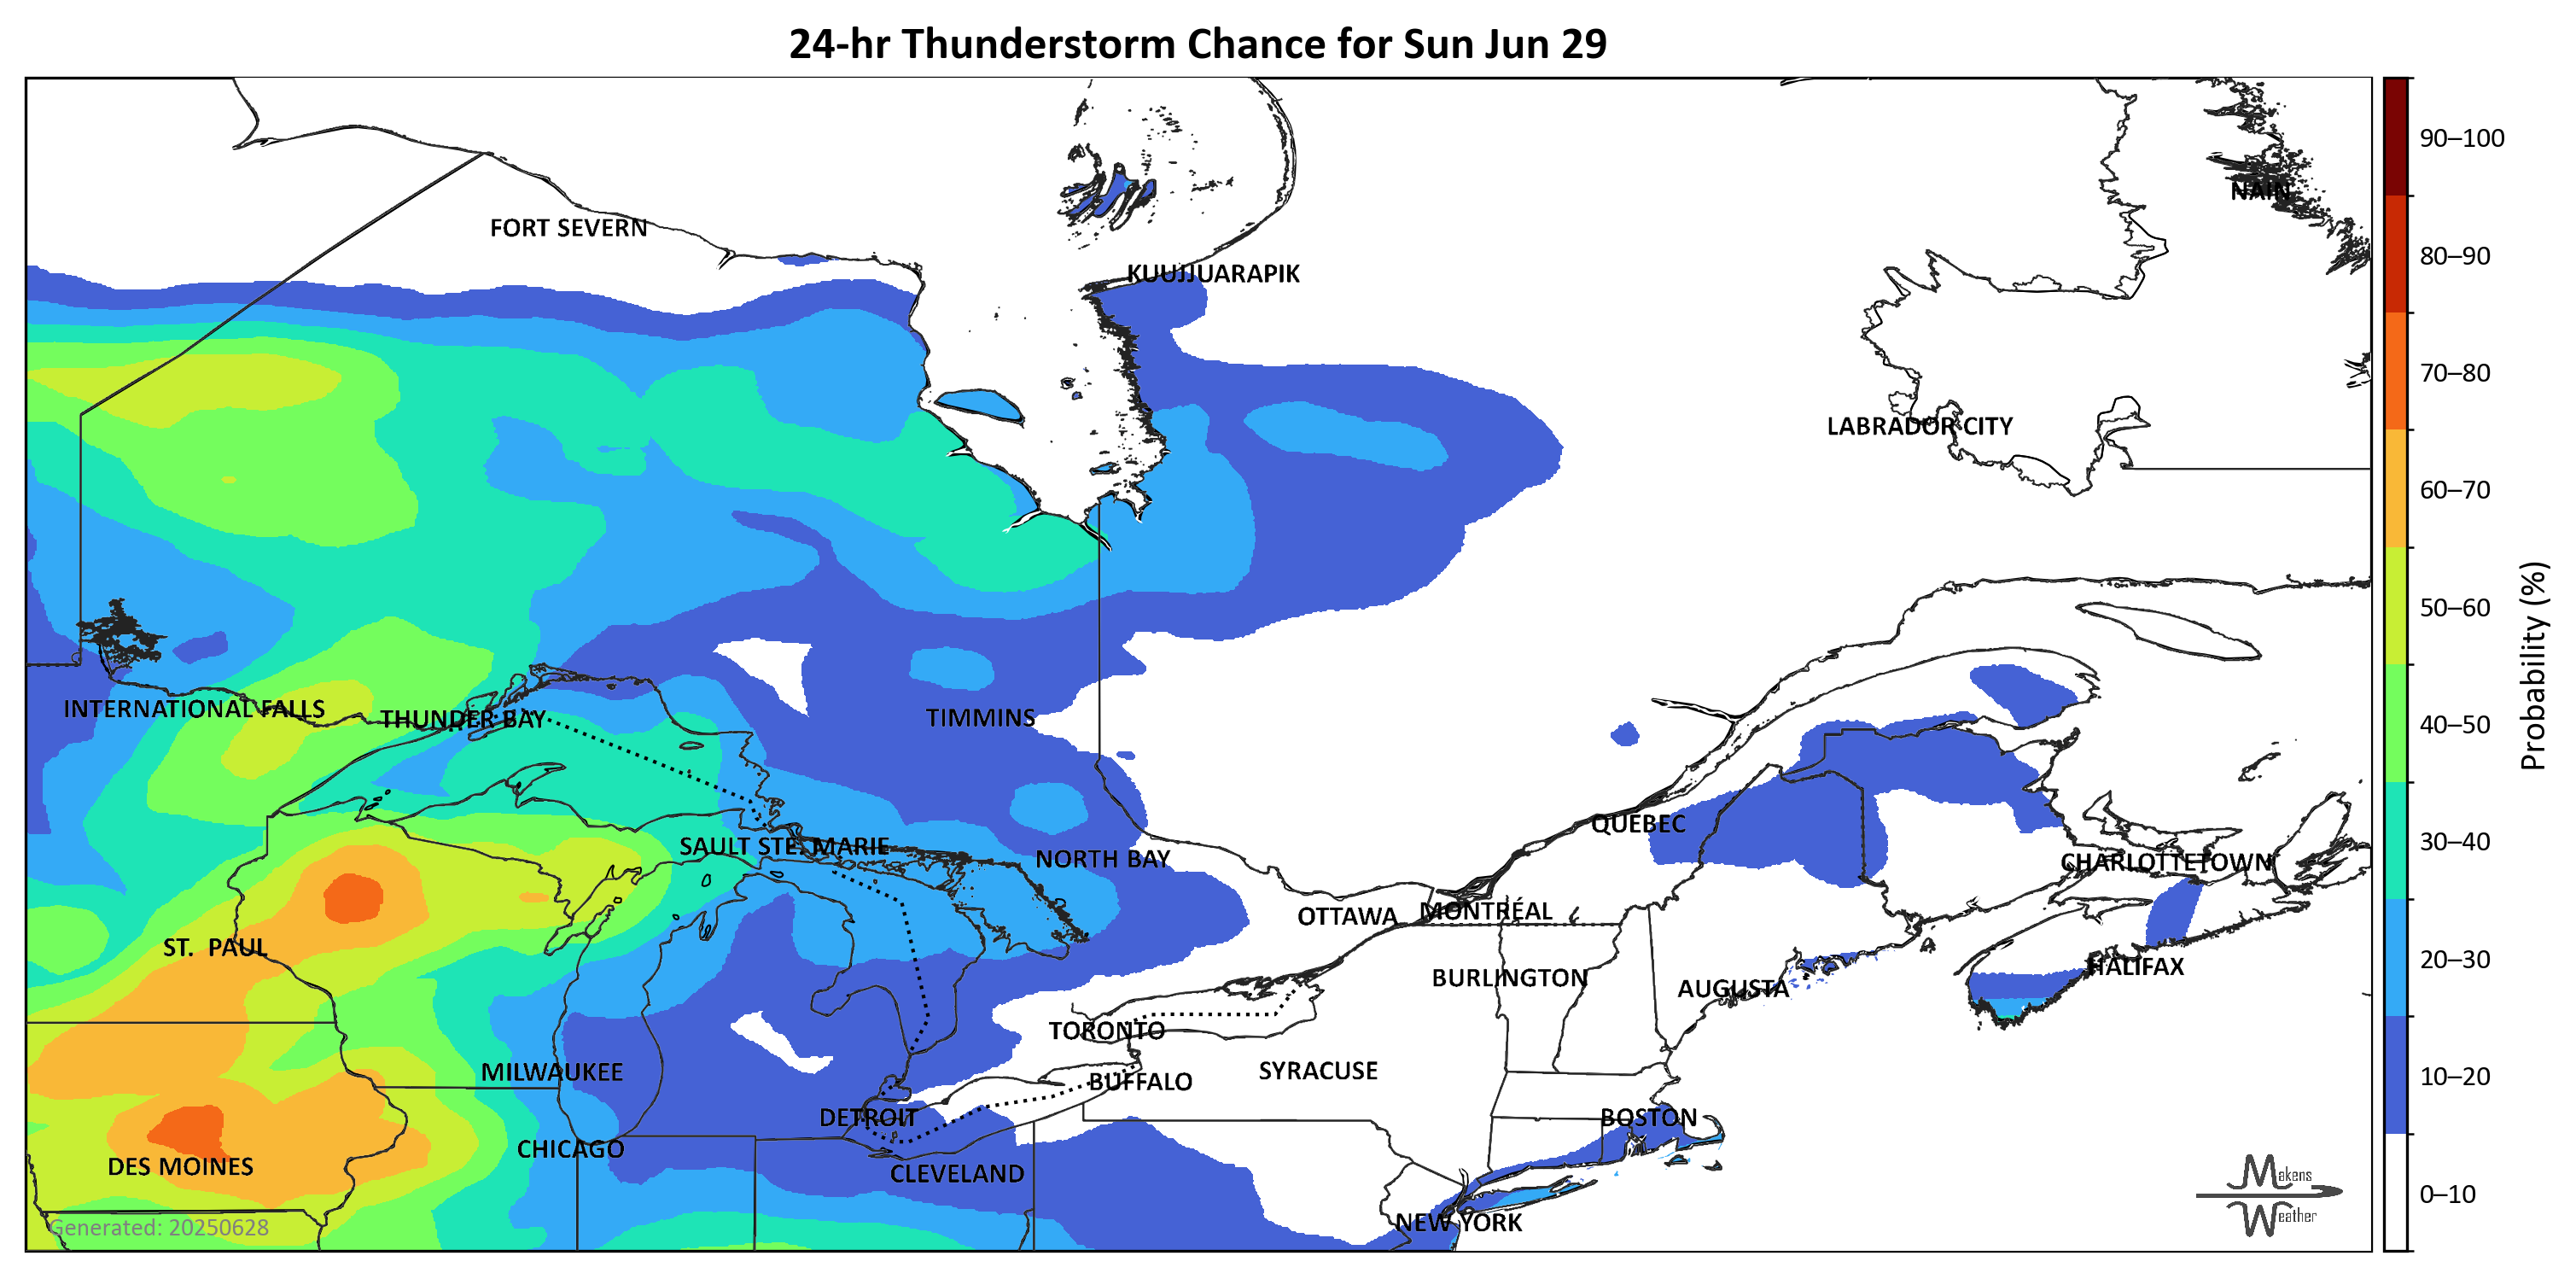 24-hr Thunderstorm Chance for Sun Jun 29
NAIN
FORT SEVERN
KUUJJUARAPIK
LABRADOR CITY
INTERNATIONAL FALLS
THUNDER BAY
TIMMINS
QUEBEC
SAULT STE. MARIE
NORTH BAY
CHARLOTTETOWN
OTTAWA
MONTRÉAL
ST. PAUL
BURLINGTON
AUGUSTA
HALIFAX
TORONTO
MILWAUKEE
BUFFALO
SYRACUSE
DETROIT
BOSTON
CHICAGO
DES MOINES
CLEVELAND
NEW YORK
Generated: 20250628
Makens
Weather
90–100
80–90
70–80
60–70
50–60
40–50
30–40
20–30
10–20
0–10
Probability (%)